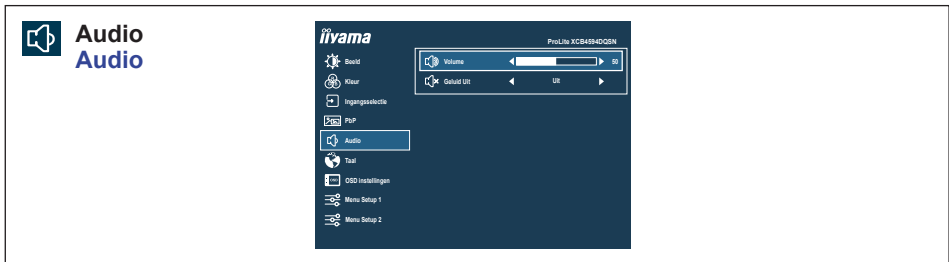 Audio
Audio
iiyama
ProLite XCB4594DQSN
Beeld
Kleur
Ingangsselectie
PbP
Audio
Taal
OSD instellingen
Menu Setup 1
Menu Setup 2
Volume 50
Geluid Uit Uit